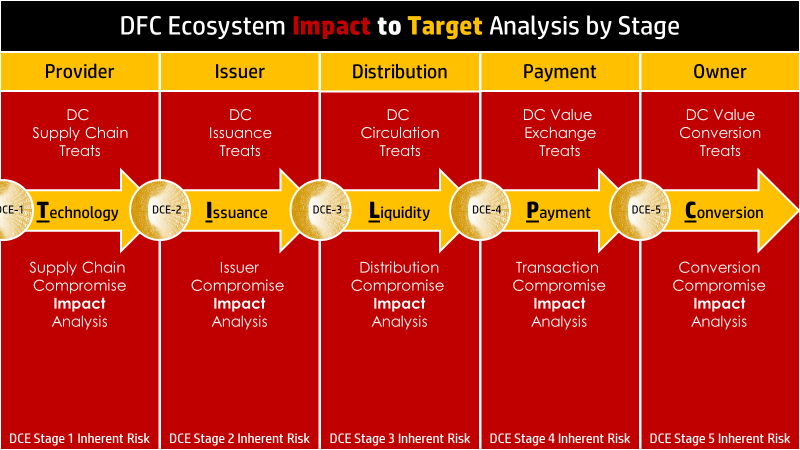 DFC Ecosystem Impact to Target Analysis by Stage
Provider
Issuer
Distribution
Payment
Owner
DC
Supply Chain
Treats
DC
Issuance
Treats
DC
Circulation
Treats
DC Value
Exchange
Treats
DC Value
Conversion
Treats
DCE-1
Technology
DCE-2
Issuance
DCE-3
Liquidity
DCE-4
Payment
DCE-5
Conversion
Supply Chain
Compromise
Impact
Analysis
Issuer
Compromise
Impact
Analysis
Distribution
Compromise
Impact
Analysis
Transaction
Compromise
Impact
Analysis
Conversion
Compromise
Impact
Analysis
DCE Stage 1 Inherent Risk
DCE Stage 2 Inherent Risk
DCE Stage 3 Inherent Risk
DCE Stage 4 Inherent Risk
DCE Stage 5 Inherent Risk